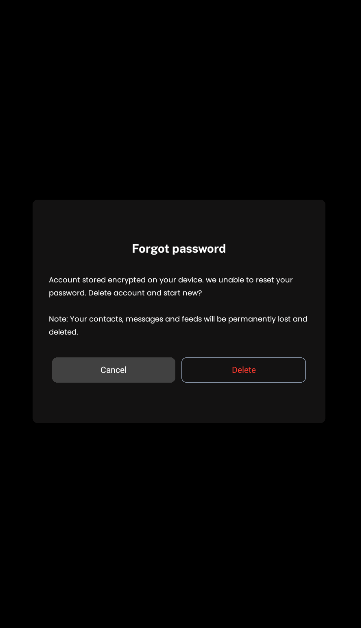 Forgot password
Account stored encrypted on your device. we unable to reset your
password. Delete account and start new?
Note: Your contacts, messages and feeds will be permanently lost and
deleted.
Cancel
Delete